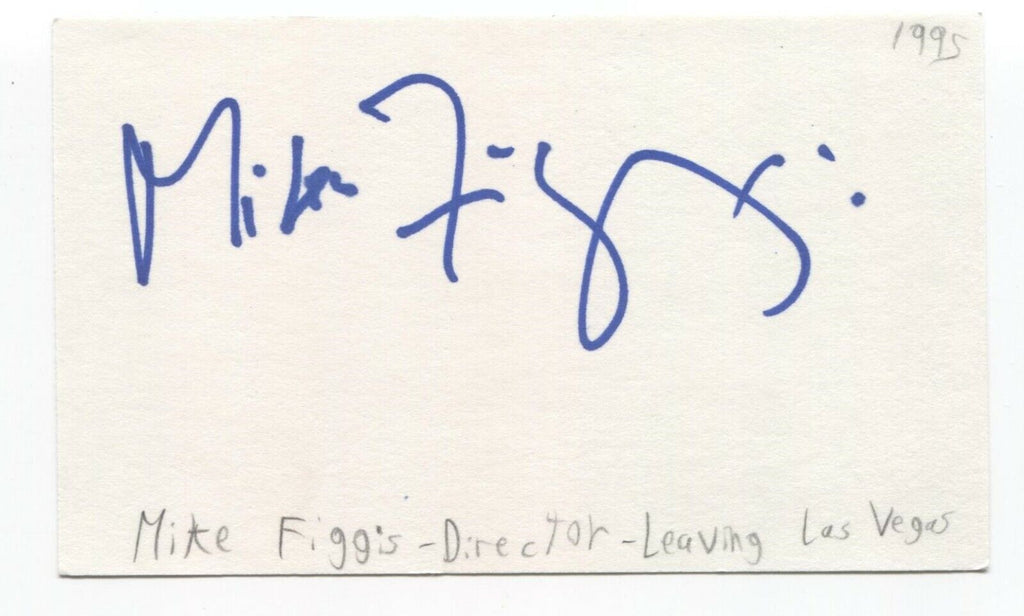 1995
Mike Figgis.
Mike Figgis - Director - Leaving Las Vegas